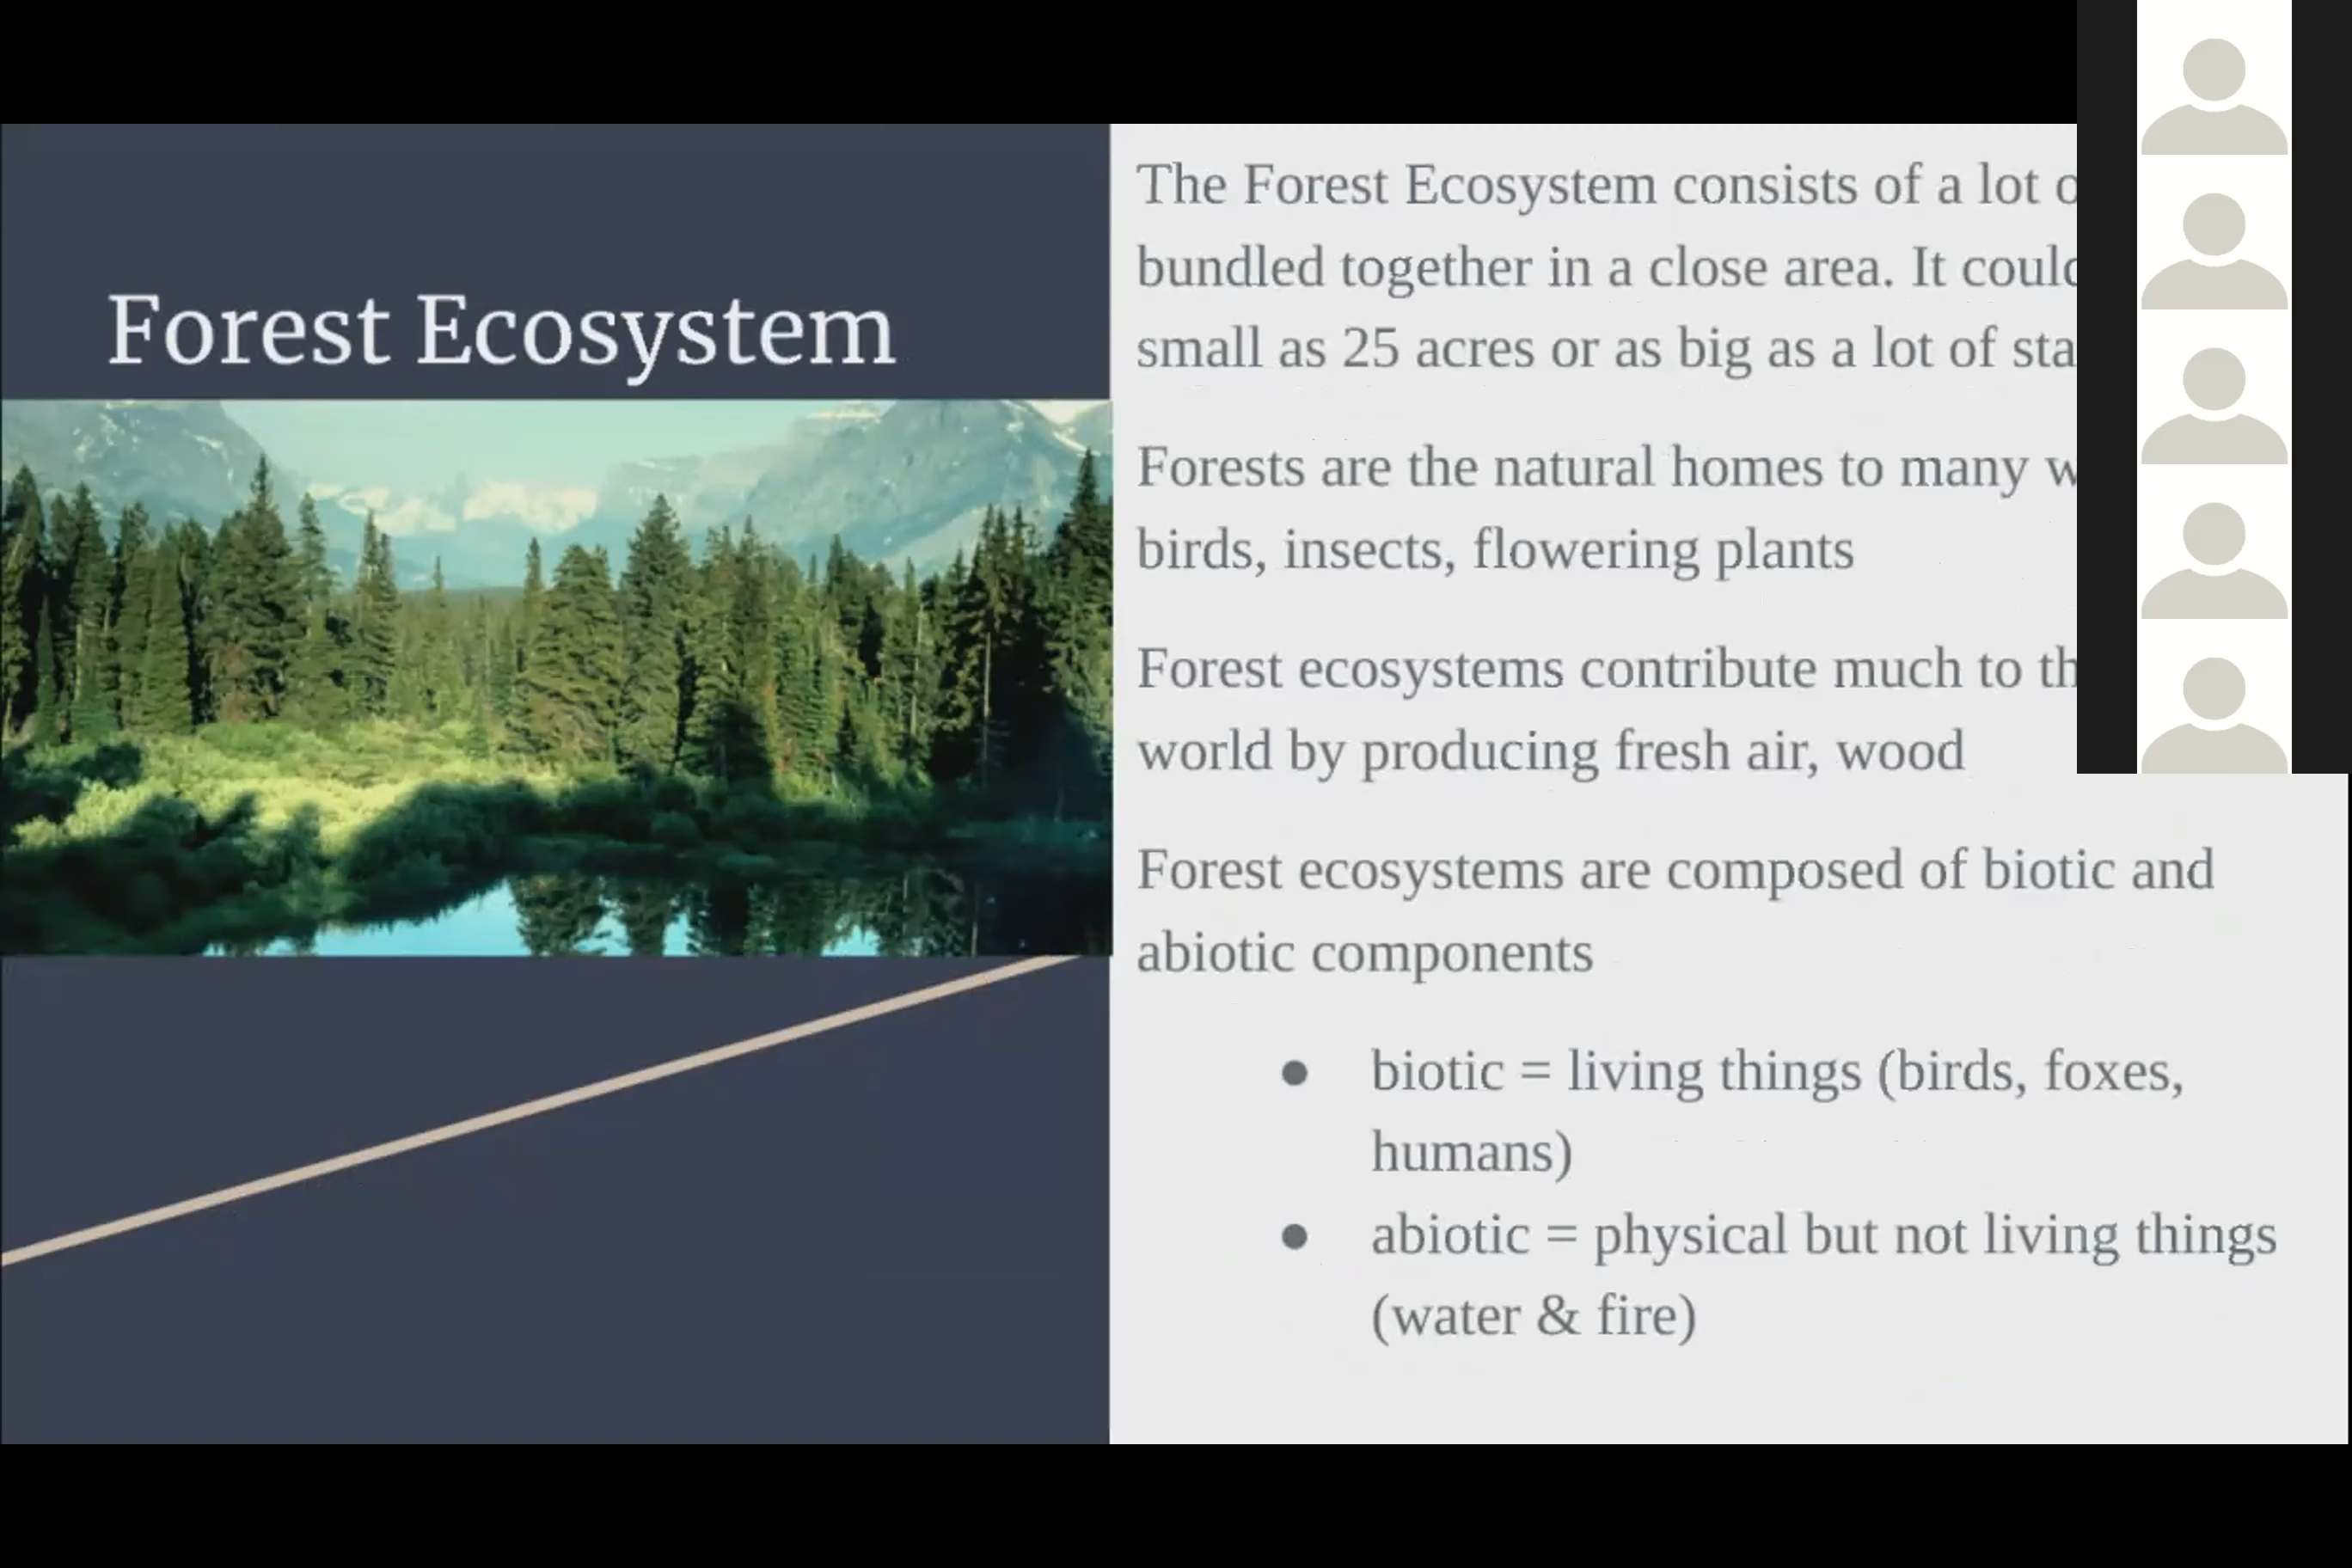 Forest Ecosystem
The Forest Ecosystem consists of a lot
bundled together in a close area. It
small as 25 acres or as big as a lot of
Forests are the natural homes to many
birds, insects, flowering plants
Forest ecosystems contribute much to
world by producing fresh air, wood
Forest ecosystems are composed of biotic and
abiotic components
● biotic = living things (birds, foxes,
humans)
● abiotic = physical but not living things
(water & fire)